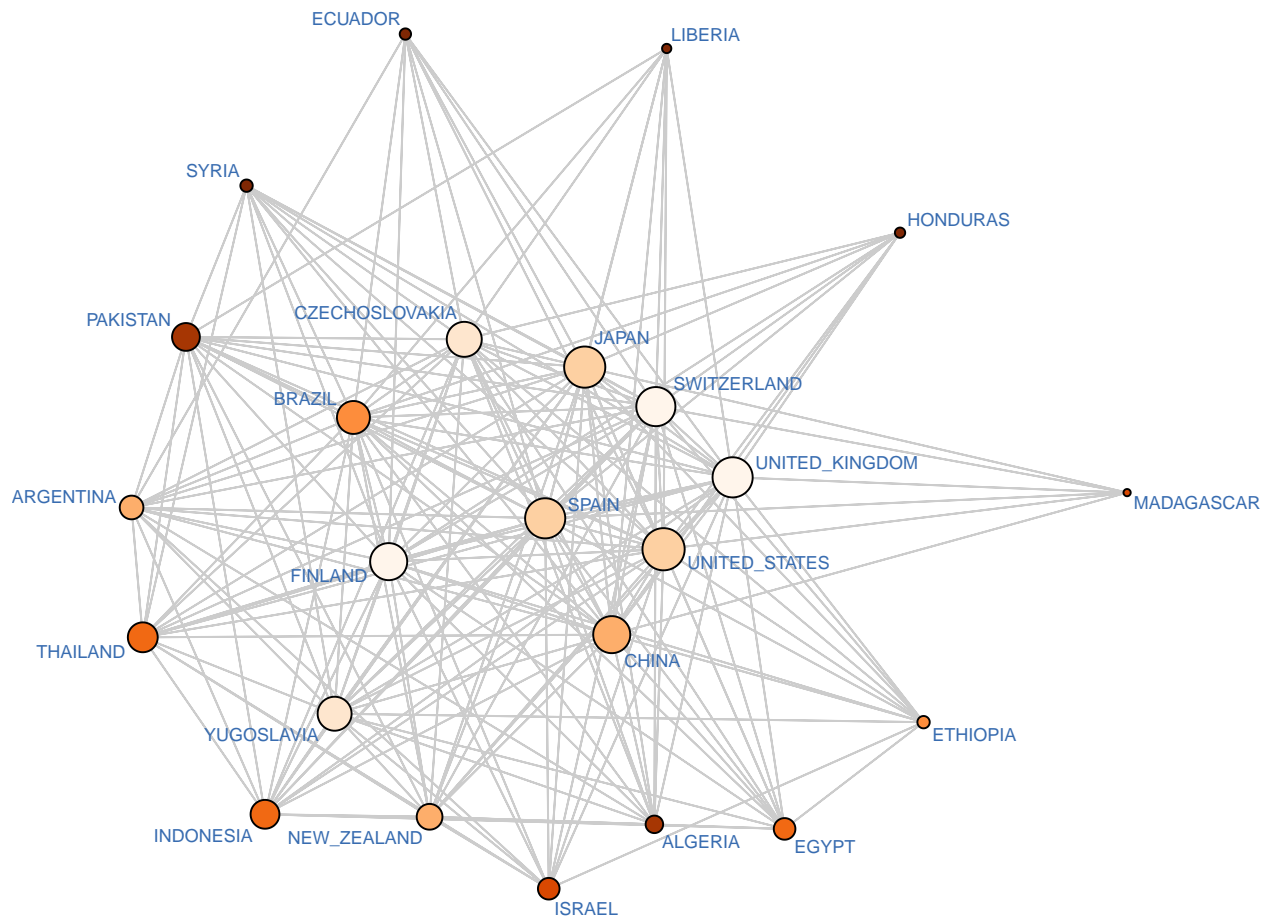 ECUADOR
LIBERIA
SYRIA
HONDURAS
CZECHOSLOVAKIA
PAKISTAN
JAPAN
SWITZERLAND
BRAZIL
UNITED_KINGDOM
ARGENTINA
MADAGASCAR
SPAIN
UNITED_STATES
FINLAND
THAILAND
CHINA
YUGOSLAVIA
ETHIOPIA
INDONESIA
NEW_ZEALAND
ALGERIA
EGYPT
ISRAEL